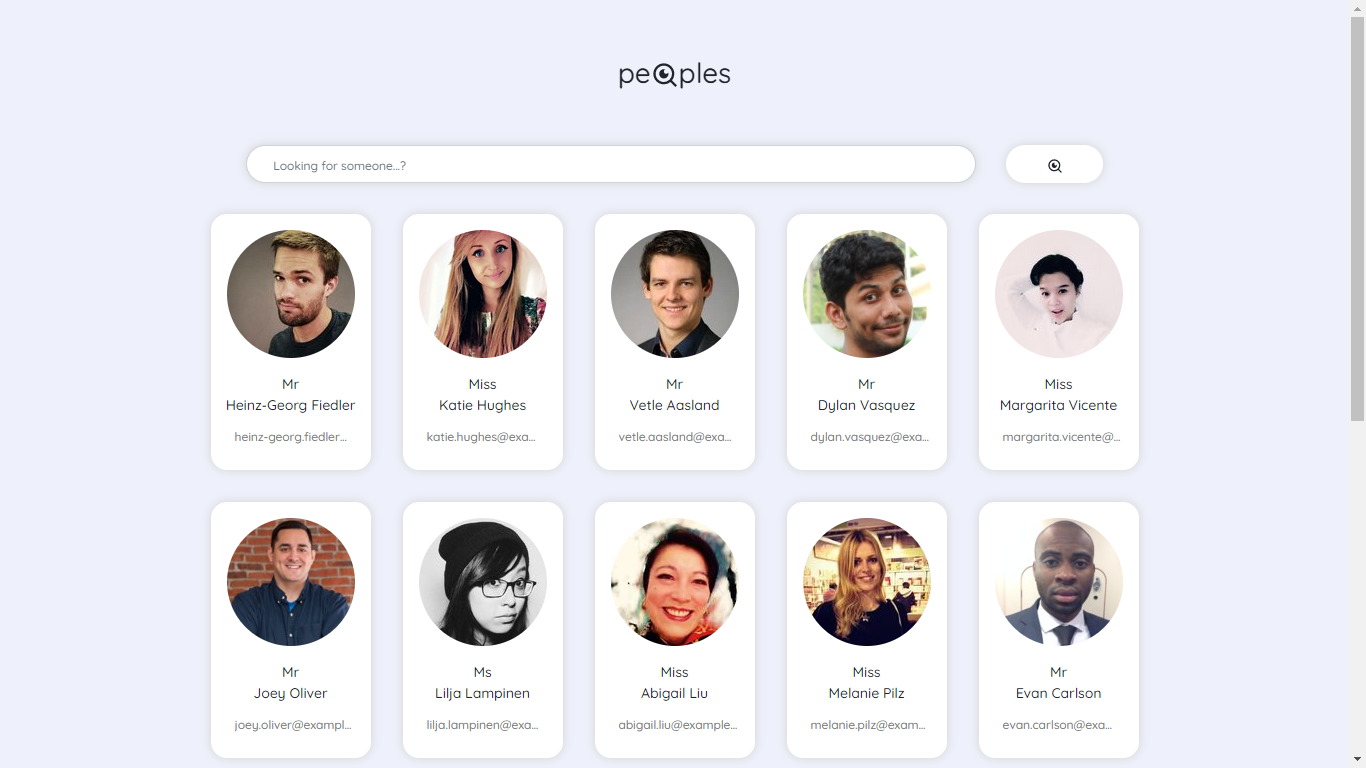 peoples
Looking for someone...?
Mr
Heinz-Georg Fiedler
heinz-georg.fiedler...
Miss
Katie Hughes
katie.hughes@exa...
Mr
Vetle Aasland
vetle.aasland@exa...
Mr
Dylan Vasquez
dylan.vasquez@exa...
Miss
Margarita Vicente
margarita.vicente@...
Mr
Joey Oliver
joey.oliver@exampl...
Ms
Lilja Lampinen
lilja.lampinen@exa...
Miss
Abigail Liu
abigail.liu@example...
Miss
Melanie Pilz
melanie.pilz@exam...
Mr
Evan Carlson
evan.carlson@exa...